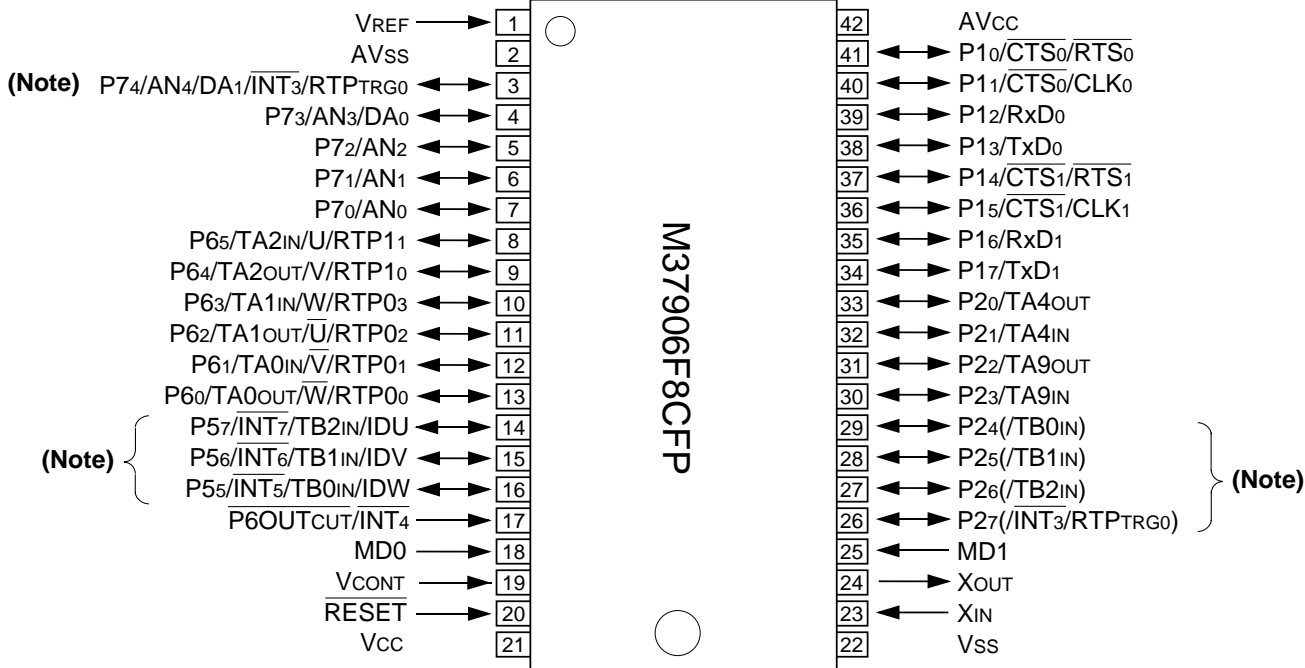 VREF 1
AVSS 2
(Note) P74/AN4/DA1/INT3/RTPTRG0 3
P73/AN3/DA0 4
P72/AN2 5
P71/AN1 6
P70/AN0 7
P65/TA2IN/U/RTP11 8
P64/TA2OUT/V/RTP10 9
P63/TA1IN/W/RTP03 10
P62/TA1OUT/U̅/RTP02 11
P61/TA0IN/V̅/RTP01 12
P60/TA0OUT/W̅/RTP00 13
P57/INT7/TB2IN/IDU 14
(Note) P56/INT6/TB1IN/IDV 15
P55/INT5/TB0IN/IDW 16
P6OUTCUT/INT4 17
MD0 18
VCONT 19
RESET 20
VCC 21
M37906F8CFP
42 AVCC
41 P10/CTS0/RTS0
40 P11/CTS0/CLK0
39 P12/RxD0
38 P13/TxD0
37 P14/CTS1/RTS1
36 P15/CTS1/CLK1
35 P16/RxD1
34 P17/TxD1
33 P20/TA4OUT
32 P21/TA4IN
31 P22/TA9OUT
30 P23/TA9IN
29 P24(/TB0IN)
28 P25(/TB1IN)
27 P26(/TB2IN) (Note)
26 P27(/INT3/RTPTRG0)
25 MD1
24 XOUT
23 XIN
22 VSS